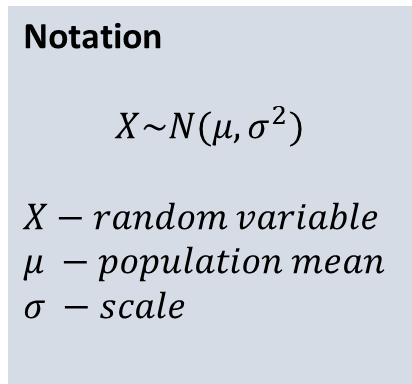 Notation
X~N(μ, σ²)
X – random variable
μ – population mean
σ – scale